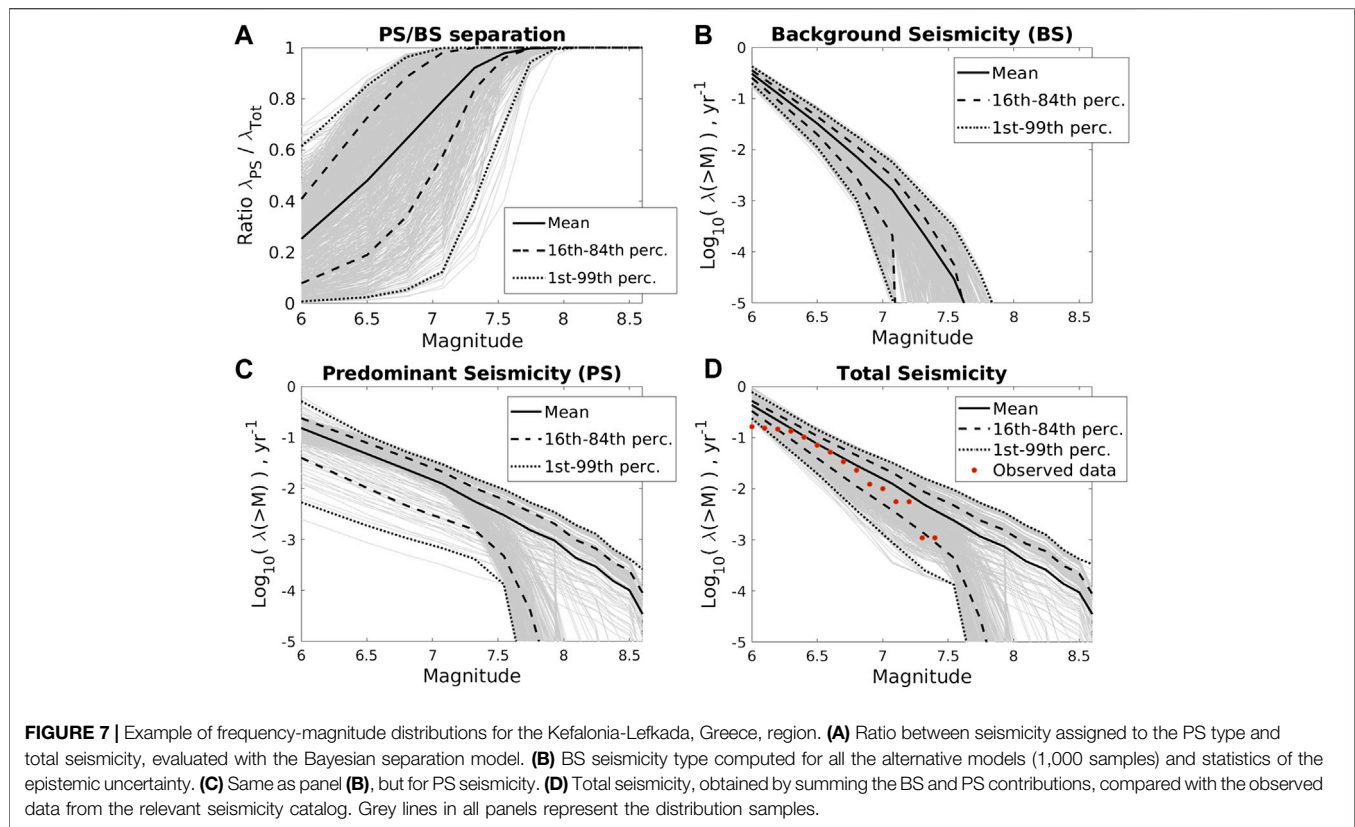 A
PS/BS separation
Ratio λPS / λTot
1
0.8
0.6
0.4
0.2
0
Mean
16th-84th perc.
1st-99th perc.
6 6.5 7 7.5 8 8.5
Magnitude
B
Background Seismicity (BS)
Log10( λ(>M) ) , yr-1
0
-1
-2
-3
-4
-5
Mean
16th-84th perc.
1st-99th perc.
6 6.5 7 7.5 8 8.5
Magnitude
C
Predominant Seismicity (PS)
Log10( λ(>M) ) , yr-1
0
-1
-2
-3
-4
-5
Mean
16th-84th perc.
1st-99th perc.
6 6.5 7 7.5 8 8.5
Magnitude
D
Total Seismicity
Log10( λ(>M) ) , yr-1
0
-1
-2
-3
-4
-5
Mean
16th-84th perc.
1st-99th perc.
Observed data
6 6.5 7 7.5 8 8.5
Magnitude
FIGURE 7 | Example of frequency-magnitude distributions for the Kefalonia-Lefkada, Greece, region. (A) Ratio between seismicity assigned to the PS type and
total seismicity, evaluated with the Bayesian separation model. (B) BS seismicity type computed for all the alternative models (1,000 samples) and statistics of the
epistemic uncertainty. (C) Same as panel (B), but for PS seismicity. (D) Total seismicity, obtained by summing the BS and PS contributions, compared with the observed
data from the relevant seismicity catalog. Grey lines in all panels represent the distribution samples.